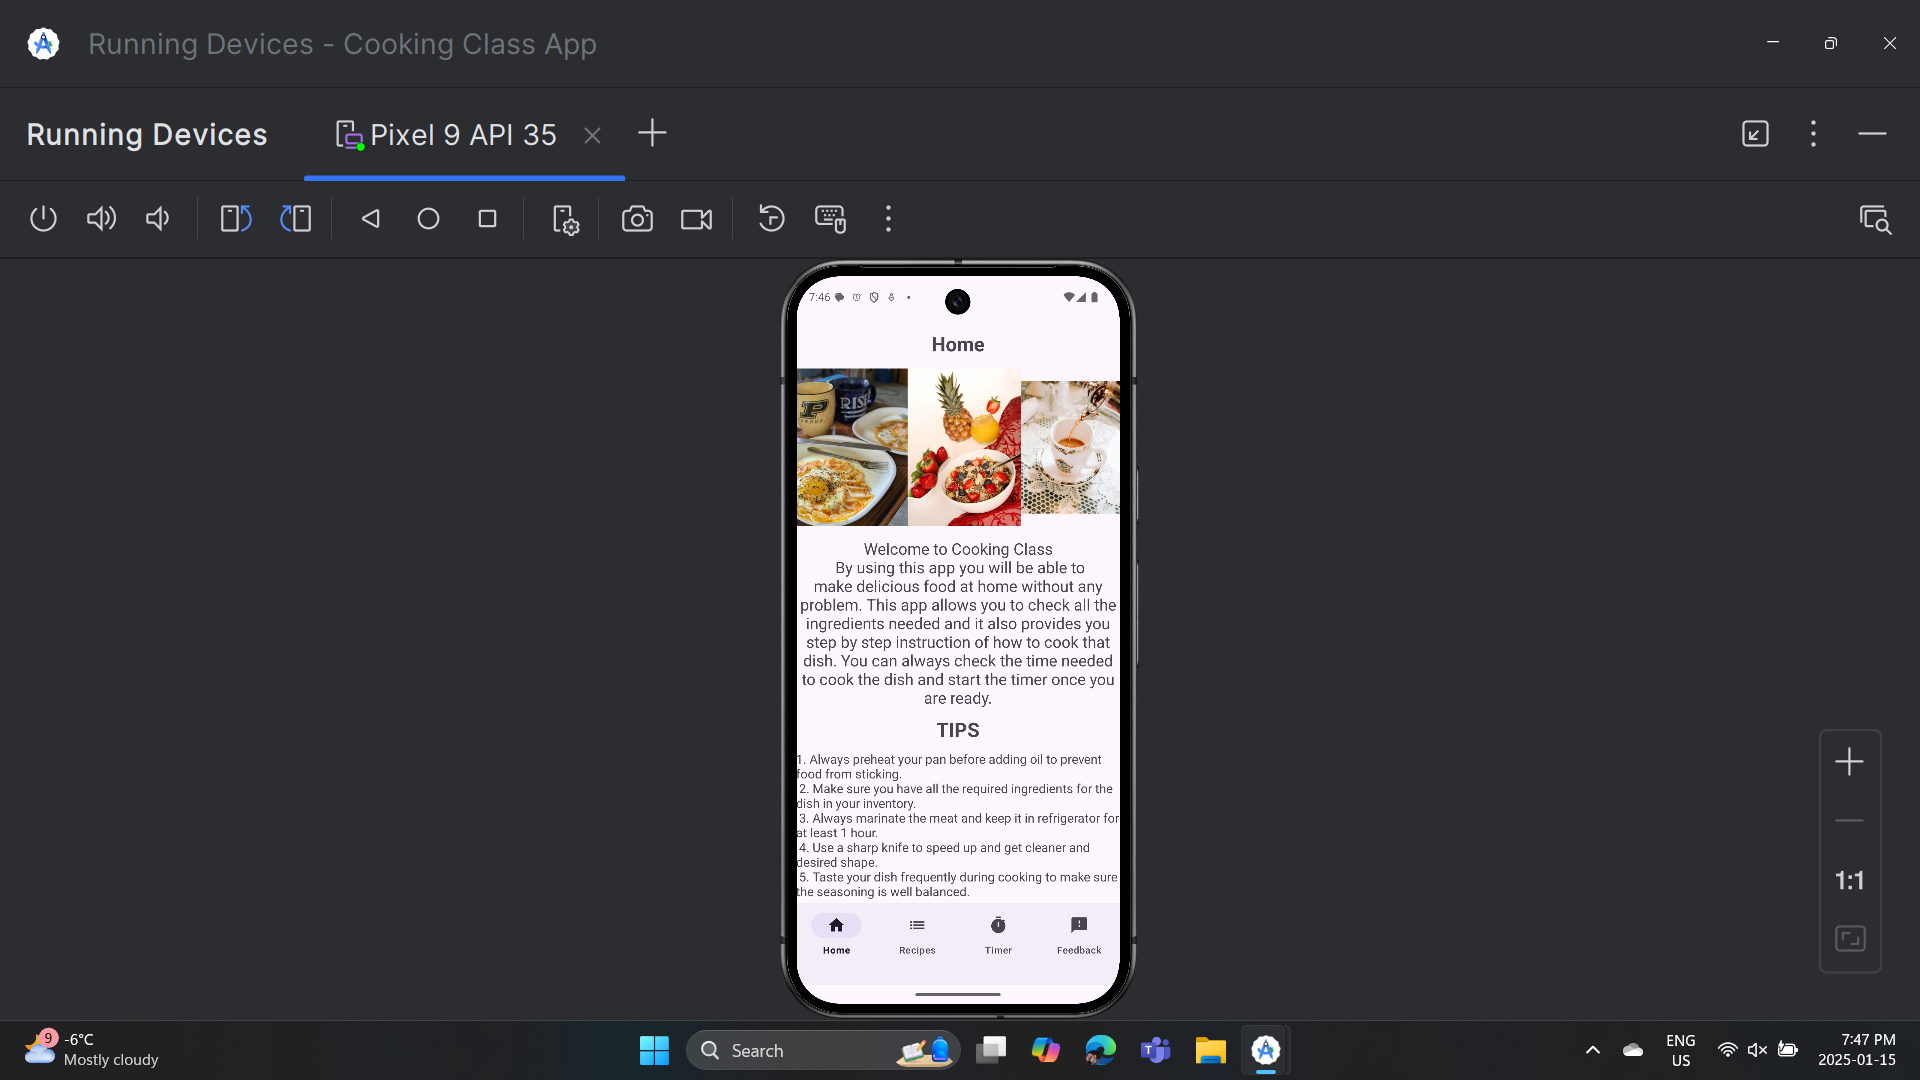 Running Devices - Cooking Class App
Running Devices
Pixel 9 API 35
7:46
Home
P
RISE
Welcome to Cooking Class
By using this app you will be able to
make delicious food at home without any
problem. This app allows you to check all the
ingredients needed and it also provides you
step by step instruction of how to cook that
dish. You can always check the time needed
to cook the dish and start the timer once you
are ready.
TIPS
1. Always preheat your pan before adding oil to prevent
food from sticking.
2. Make sure you have all the required ingredients for the
dish in your inventory.
3. Always marinate the meat and keep it in refrigerator for
at least 1 hour.
4. Use a sharp knife to speed up and get cleaner and
desired shape.
5. Taste your dish frequently during cooking to make sure
the seasoning is well balanced.
Home
Recipes
Timer
Feedback
1:1
9
-6°C
Mostly cloudy
Search
ENG
US
7:47 PM
2025-01-15